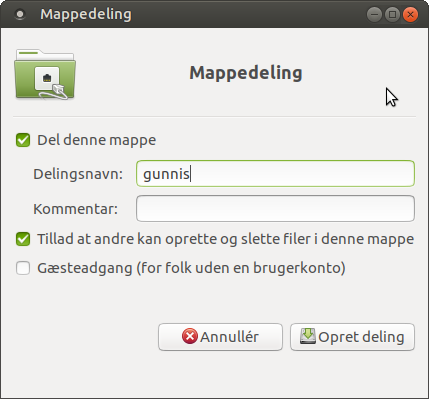 Mappedeling
Mappedeling
Del denne mappe
Delingsnavn: gunnis
Kommentar:
Tillad at andre kan oprette og slette filer i denne mappe
Gæsteadgang (for folk uden en brugerkonto)
Annullér Opret deling